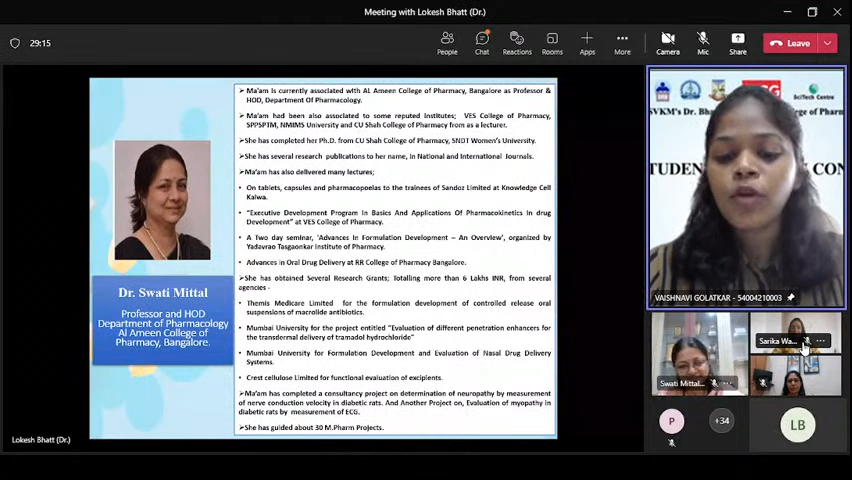 Meeting with Lokesh Bhatt (Dr.)
29:15
People
Chat
Reactions
Rooms
Apps
More
Camera
Mic
Share
Leave
Dr. Swati Mittal
Professor and HOD
Department of Pharmacology
Al Ameen College of
Pharmacy, Bangalore.
➤Ma'am is currently associated with AL Ameen College of Pharmacy, Bangalore as Professor &
HOD, Department Of Pharmacology.
➤Ma'am had been also associated to some reputed Institutes; VES College of Pharmacy,
SPPSPTM, NMIMS University and CU Shah College of Pharmacy from as a lecturer.
➤She has completed her Ph.D. from CU Shah College of Pharmacy, SNDT Women's University.
➤She has several research publications to her name, In National and International Journals.
➤Ma'am has also delivered many lectures;
• On tablets, capsules and pharmacopoeias to the trainees of Sandoz Limited at Knowledge Cell
Kalwa.
• "Executive Development Program In Basics And Applications Of Pharmacokinetics In drug
Development" at VES College of Pharmacy.
• A Two day seminar, 'Advances In Formulation Development – An Overview', organized by
Yadavrao Tasgaonkar Institute of Pharmacy.
• Advances in Oral Drug Delivery at RR College of Pharmacy Bangalore.
➤She has obtained Several Research Grants; Totalling more than 6 Lakhs INR, from several
agencies -
• Themis Medicare Limited for the formulation development of controlled release oral
suspensions of macrolide antibiotics.
• Mumbai University for the project entitled "Evaluation of different penetration enhancers for
the transdermal delivery of tramadol hydrochloride"
• Mumbai University for Formulation Development and Evaluation of Nasal Drug Delivery
Systems.
• Crest cellulose Limited for functional evaluation of excipients.
➤Ma'am has completed a consultancy project on determination of neuropathy by measurement
of nerve conduction velocity in diabetic rats. And Another Project on, Evaluation of myopathy in
diabetic rats by measurement of ECG.
➤She has guided about 30 M.Pharm Projects.
Lokesh Bhatt (Dr.)
SVKM's Dr. Bha
SciTech Centre
of Pharmacy
TUDEN
CON
VAISHNAVI GOLATKAR - 54004210003
Sarika Wa...
Swati Mittal...
P
+34
LB